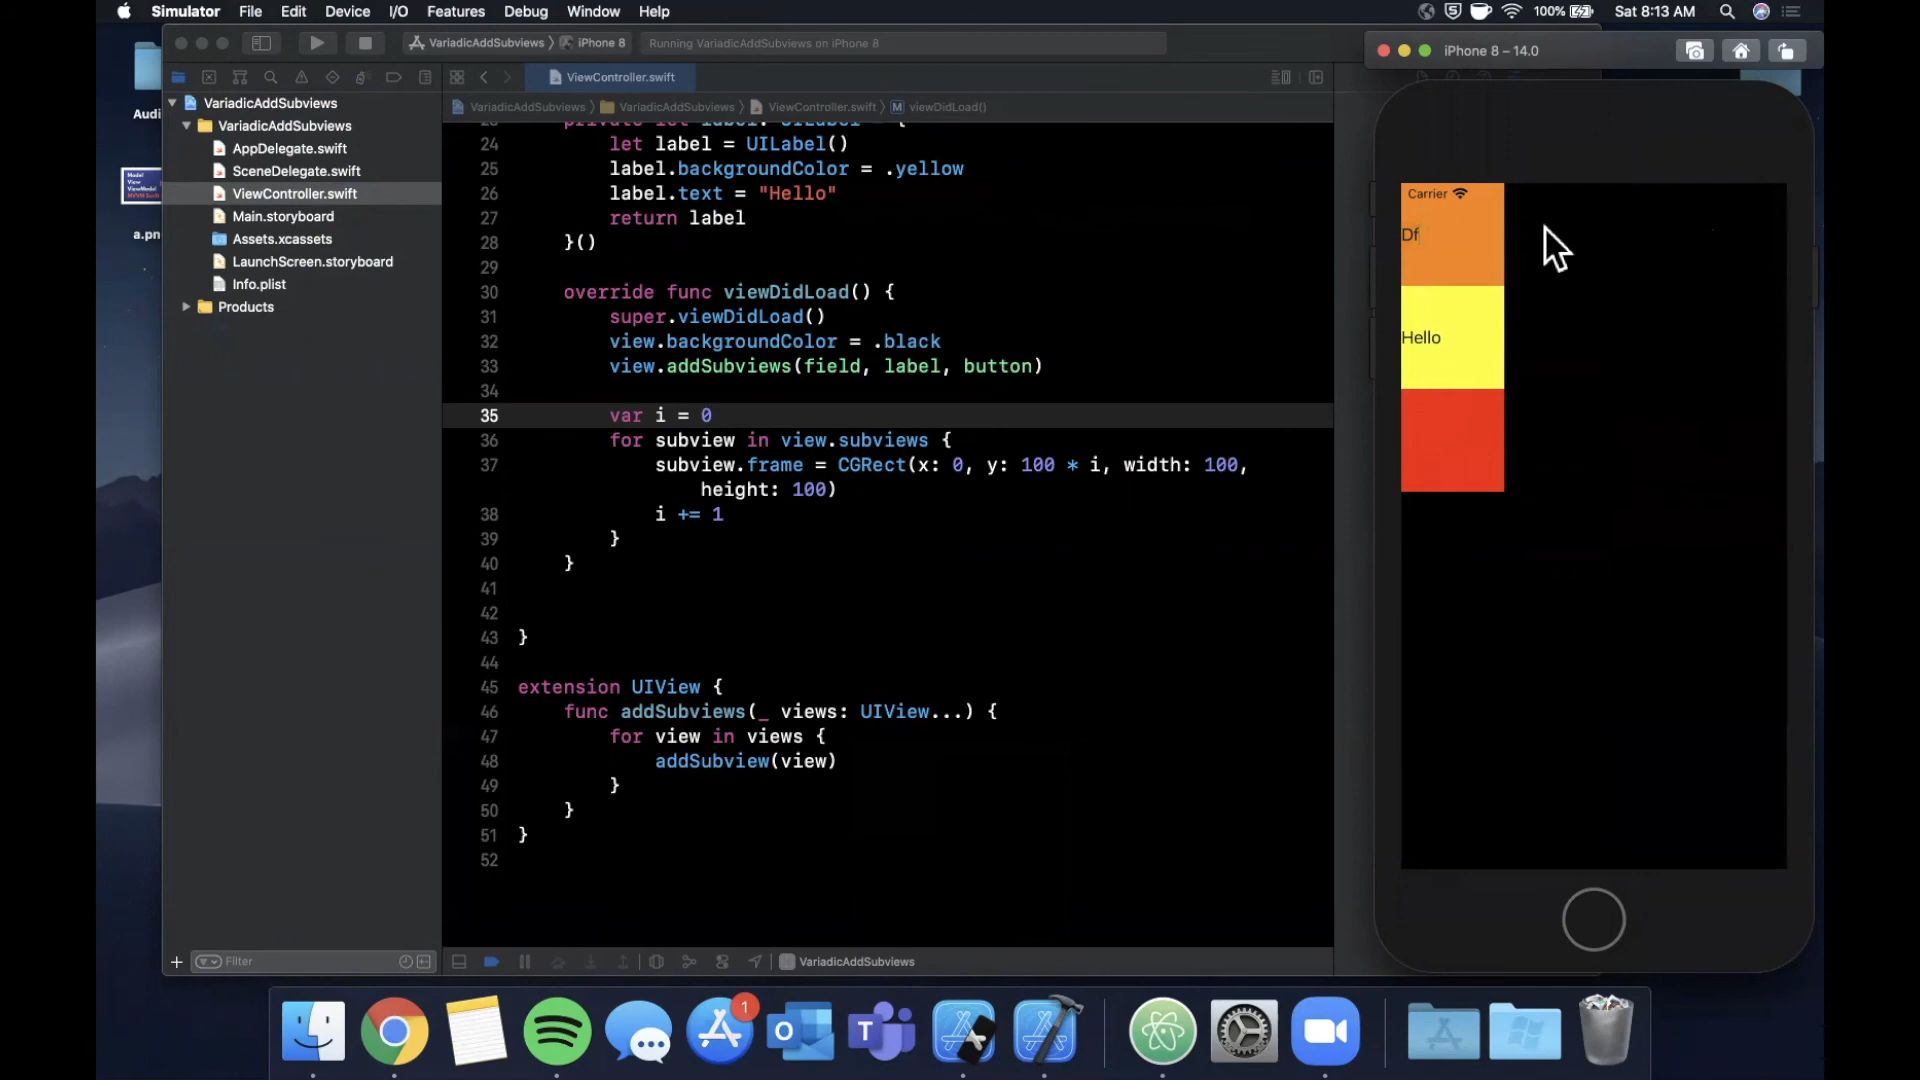 Simulator File Edit View Device I/O Features Debug Window Help
100% Sat 8:13 AM
VariadicAddSubviews iPhone 8
Running VariadicAddSubviews on iPhone 8
iPhone 8 – 14.0
ViewController.swift
VariadicAddSubviews VariadicAddSubviews ViewController.swift M viewDidLoad()
VariadicAddSubviews
VariadicAddSubviews
AppDelegate.swift
SceneDelegate.swift
ViewController.swift
Main.storyboard
Assets.xcassets
LaunchScreen.storyboard
Info.plist
Products
Audi
Model
View
ViewModel
a.pn
24 let label = UILabel()
25 label.backgroundColor = .yellow
26 label.text = "Hello"
27 return label
28 }()
29
30 override func viewDidLoad() {
31 super.viewDidLoad()
32 view.backgroundColor = .black
33 view.addSubviews(field, label, button)
34
35 var i = 0
36 for subview in view.subviews {
37 subview.frame = CGRect(x: 0, y: 100 * i, width: 100,
height: 100)
38 i += 1
39 }
40 }
41
42
43 }
44
45 extension UIView {
46 func addSubviews(_ views: UIView...) {
47 for view in views {
48 addSubview(view)
49 }
50 }
51 }
52
Carrier
Df
Hello
Filter
VariadicAddSubviews
1